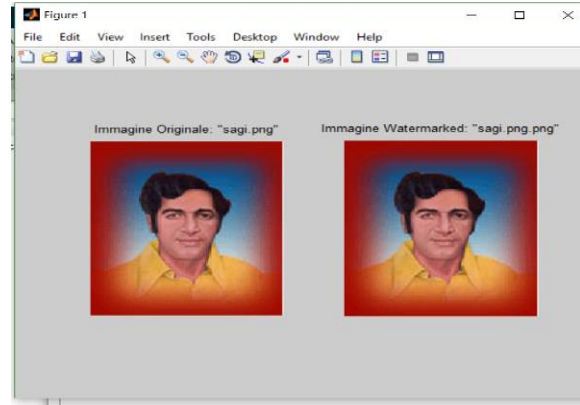 Figure 1
File Edit View Insert Tools Desktop Window Help
Immagine Originale: "sagi.png"
Immagine Watermarked: "sagi.png.png"